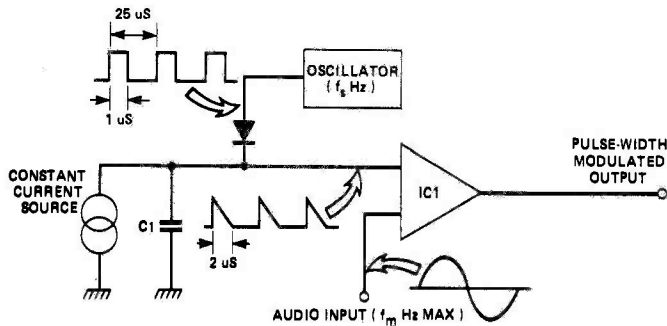 25 uS
1 uS
OSCILLATOR
(fs Hz)
CONSTANT
CURRENT
SOURCE
C1
2 uS
IC1
PULSE-WIDTH
MODULATED
OUTPUT
AUDIO INPUT (fm Hz MAX)